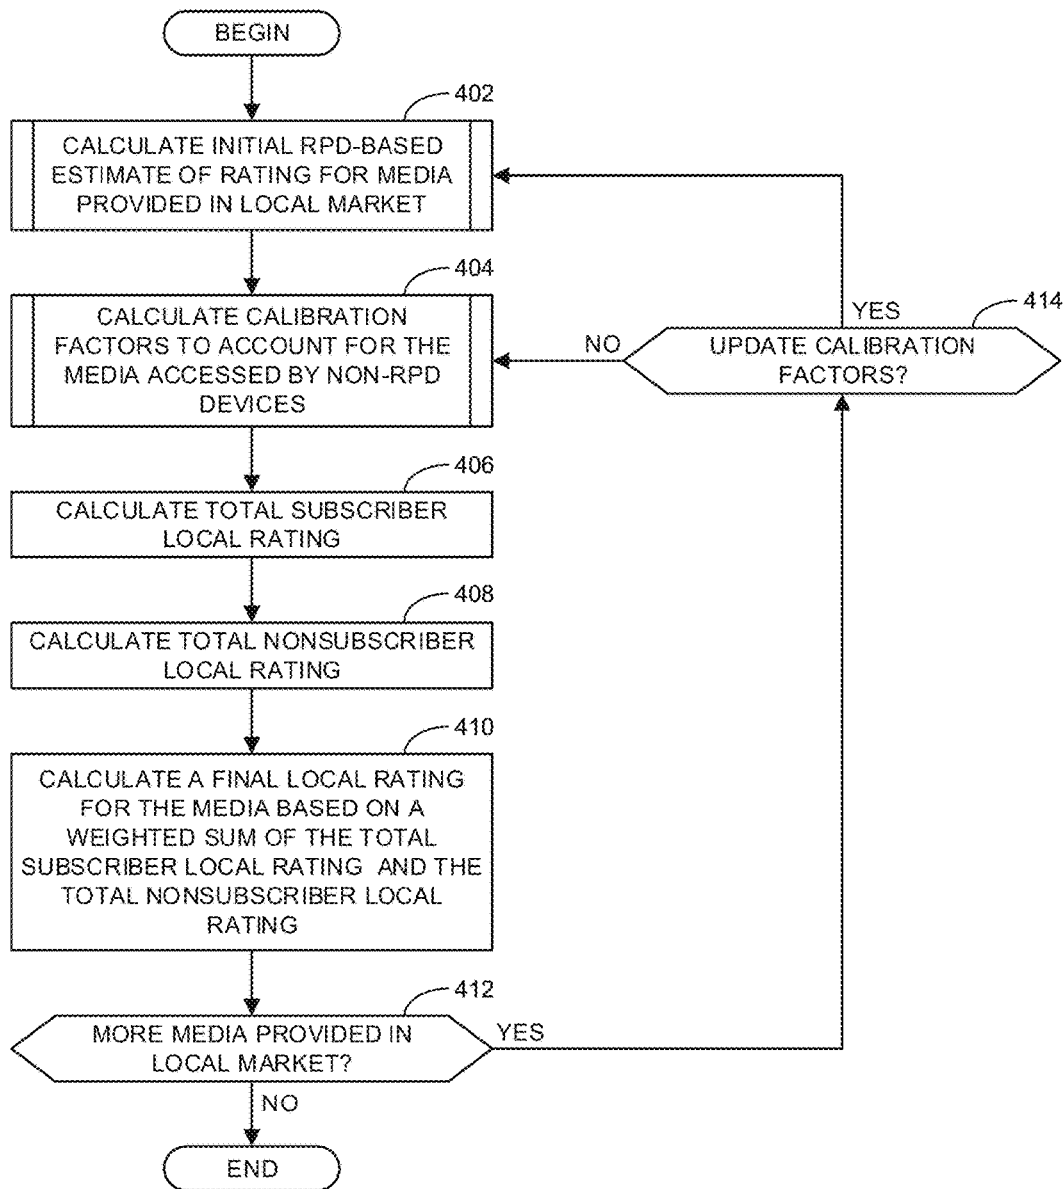 BEGIN
402
CALCULATE INITIAL RPD-BASED
ESTIMATE OF RATING FOR MEDIA
PROVIDED IN LOCAL MARKET
404
CALCULATE CALIBRATION
FACTORS TO ACCOUNT FOR THE
MEDIA ACCESSED BY NON-RPD
DEVICES
414
YES
NO
UPDATE CALIBRATION
FACTORS?
406
CALCULATE TOTAL SUBSCRIBER
LOCAL RATING
408
CALCULATE TOTAL NONSUBSCRIBER
LOCAL RATING
410
CALCULATE A FINAL LOCAL RATING
FOR THE MEDIA BASED ON A
WEIGHTED SUM OF THE TOTAL
SUBSCRIBER LOCAL RATING AND THE
TOTAL NONSUBSCRIBER LOCAL
RATING
412
MORE MEDIA PROVIDED IN
LOCAL MARKET?
YES
NO
END